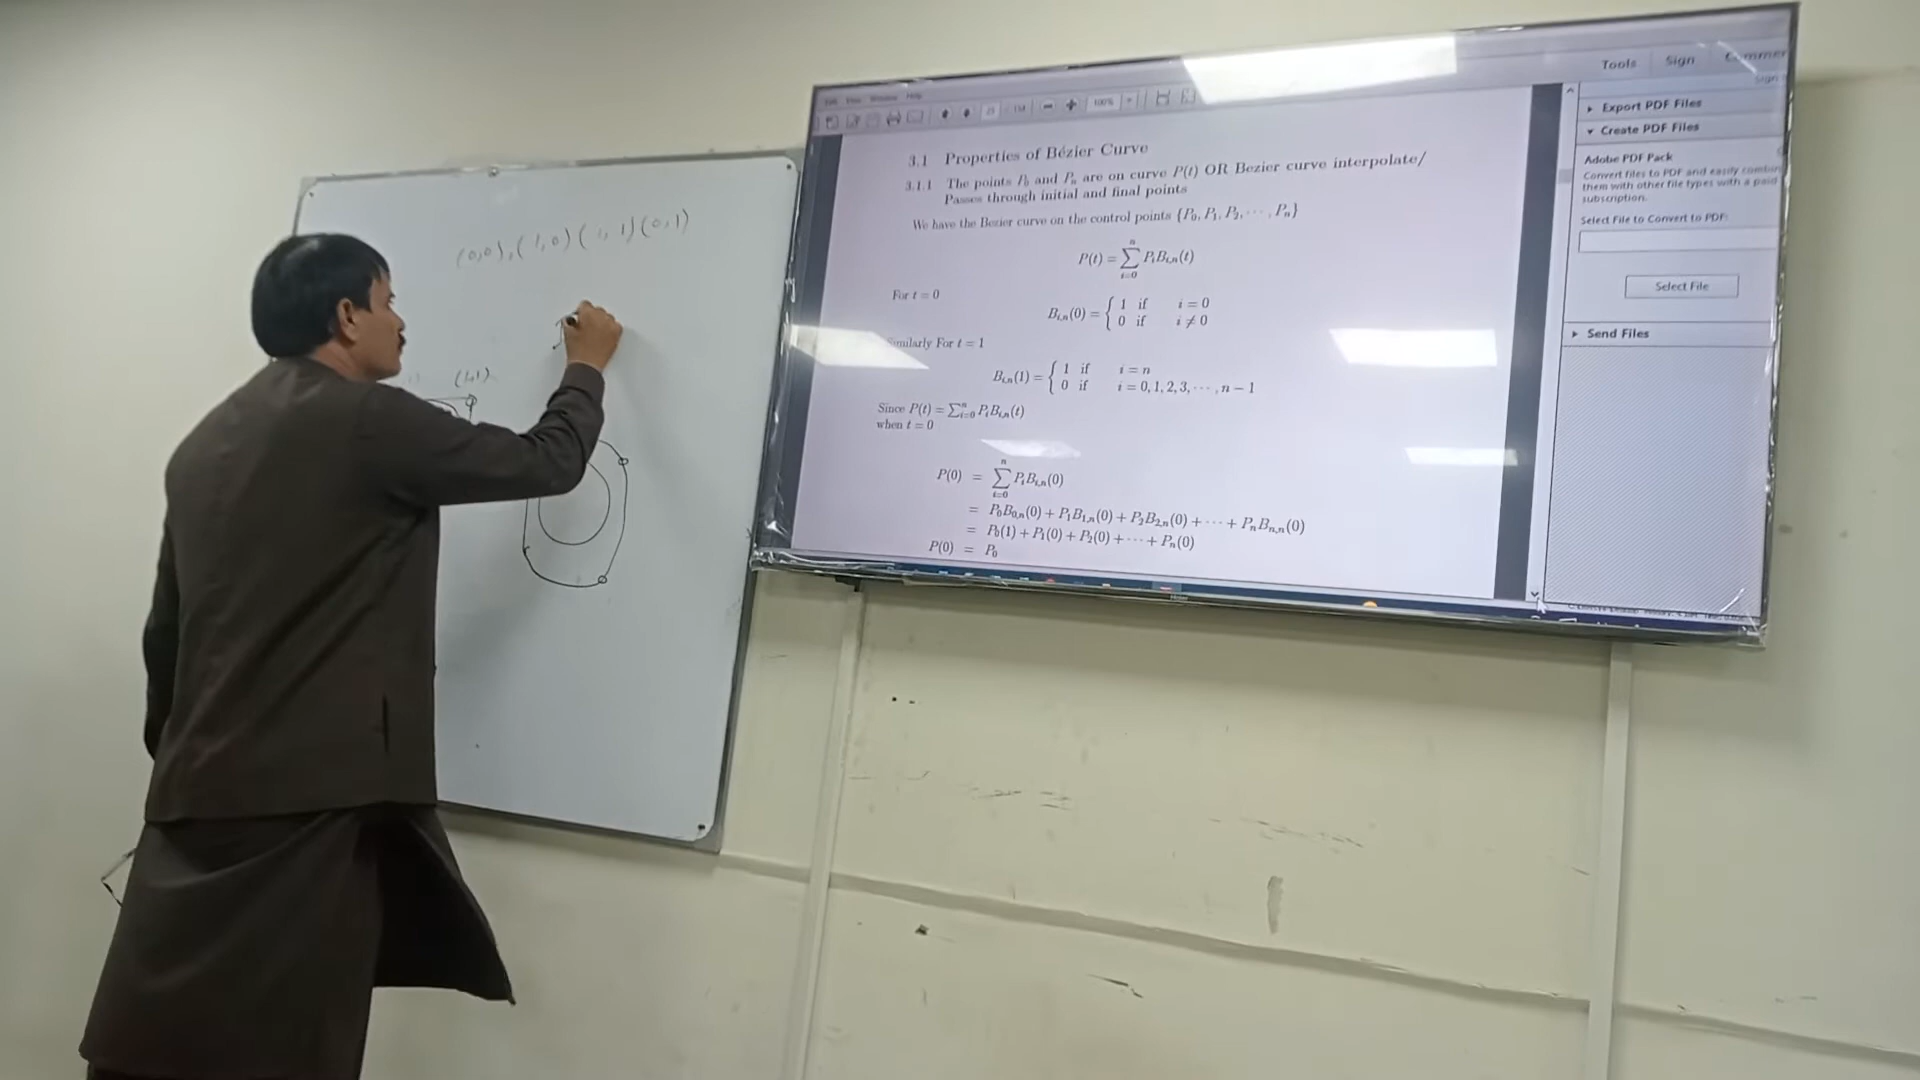 (0,0), (1,0) (1,1) (0,1)
(1,1)
Window Help
100%
Tools Sign Comment
3.1 Properties of Bézier Curve
3.1.1 The points P₀ and Pₙ are on curve P(t) OR Bezier curve interpolate/
Passes through initial and final points
We have the Bezier curve on the control points {P₀, P₁, P₂, ⋯ , Pₙ}
P(t) = ∑ⁿᵢ₌₀ PᵢBᵢ,ₙ(t)
For t = 0
Bᵢ,ₙ(0) = { 1 if i = 0
0 if i ≠ 0
Similarly For t = 1
Bᵢ,ₙ(1) = { 1 if i = n
0 if i = 0, 1, 2, 3, ⋯ , n − 1
Since P(t) = ∑ⁿᵢ₌₀ PᵢBᵢ,ₙ(t)
when t = 0
P(0) = ∑ⁿᵢ₌₀ PᵢBᵢ,ₙ(0)
= P₀B₀,ₙ(0) + P₁B₁,ₙ(0) + P₂B₂,ₙ(0) + ⋯ + PₙBₙ,ₙ(0)
= P₀(1) + P₁(0) + P₂(0) + ⋯ + Pₙ(0)
P(0) = P₀
Export PDF Files
Create PDF Files
Adobe PDF Pack
Convert files to PDF and easily combin
them with other file types with a paid
subscription.
Select File to Convert to PDF:
Select File
Send Files